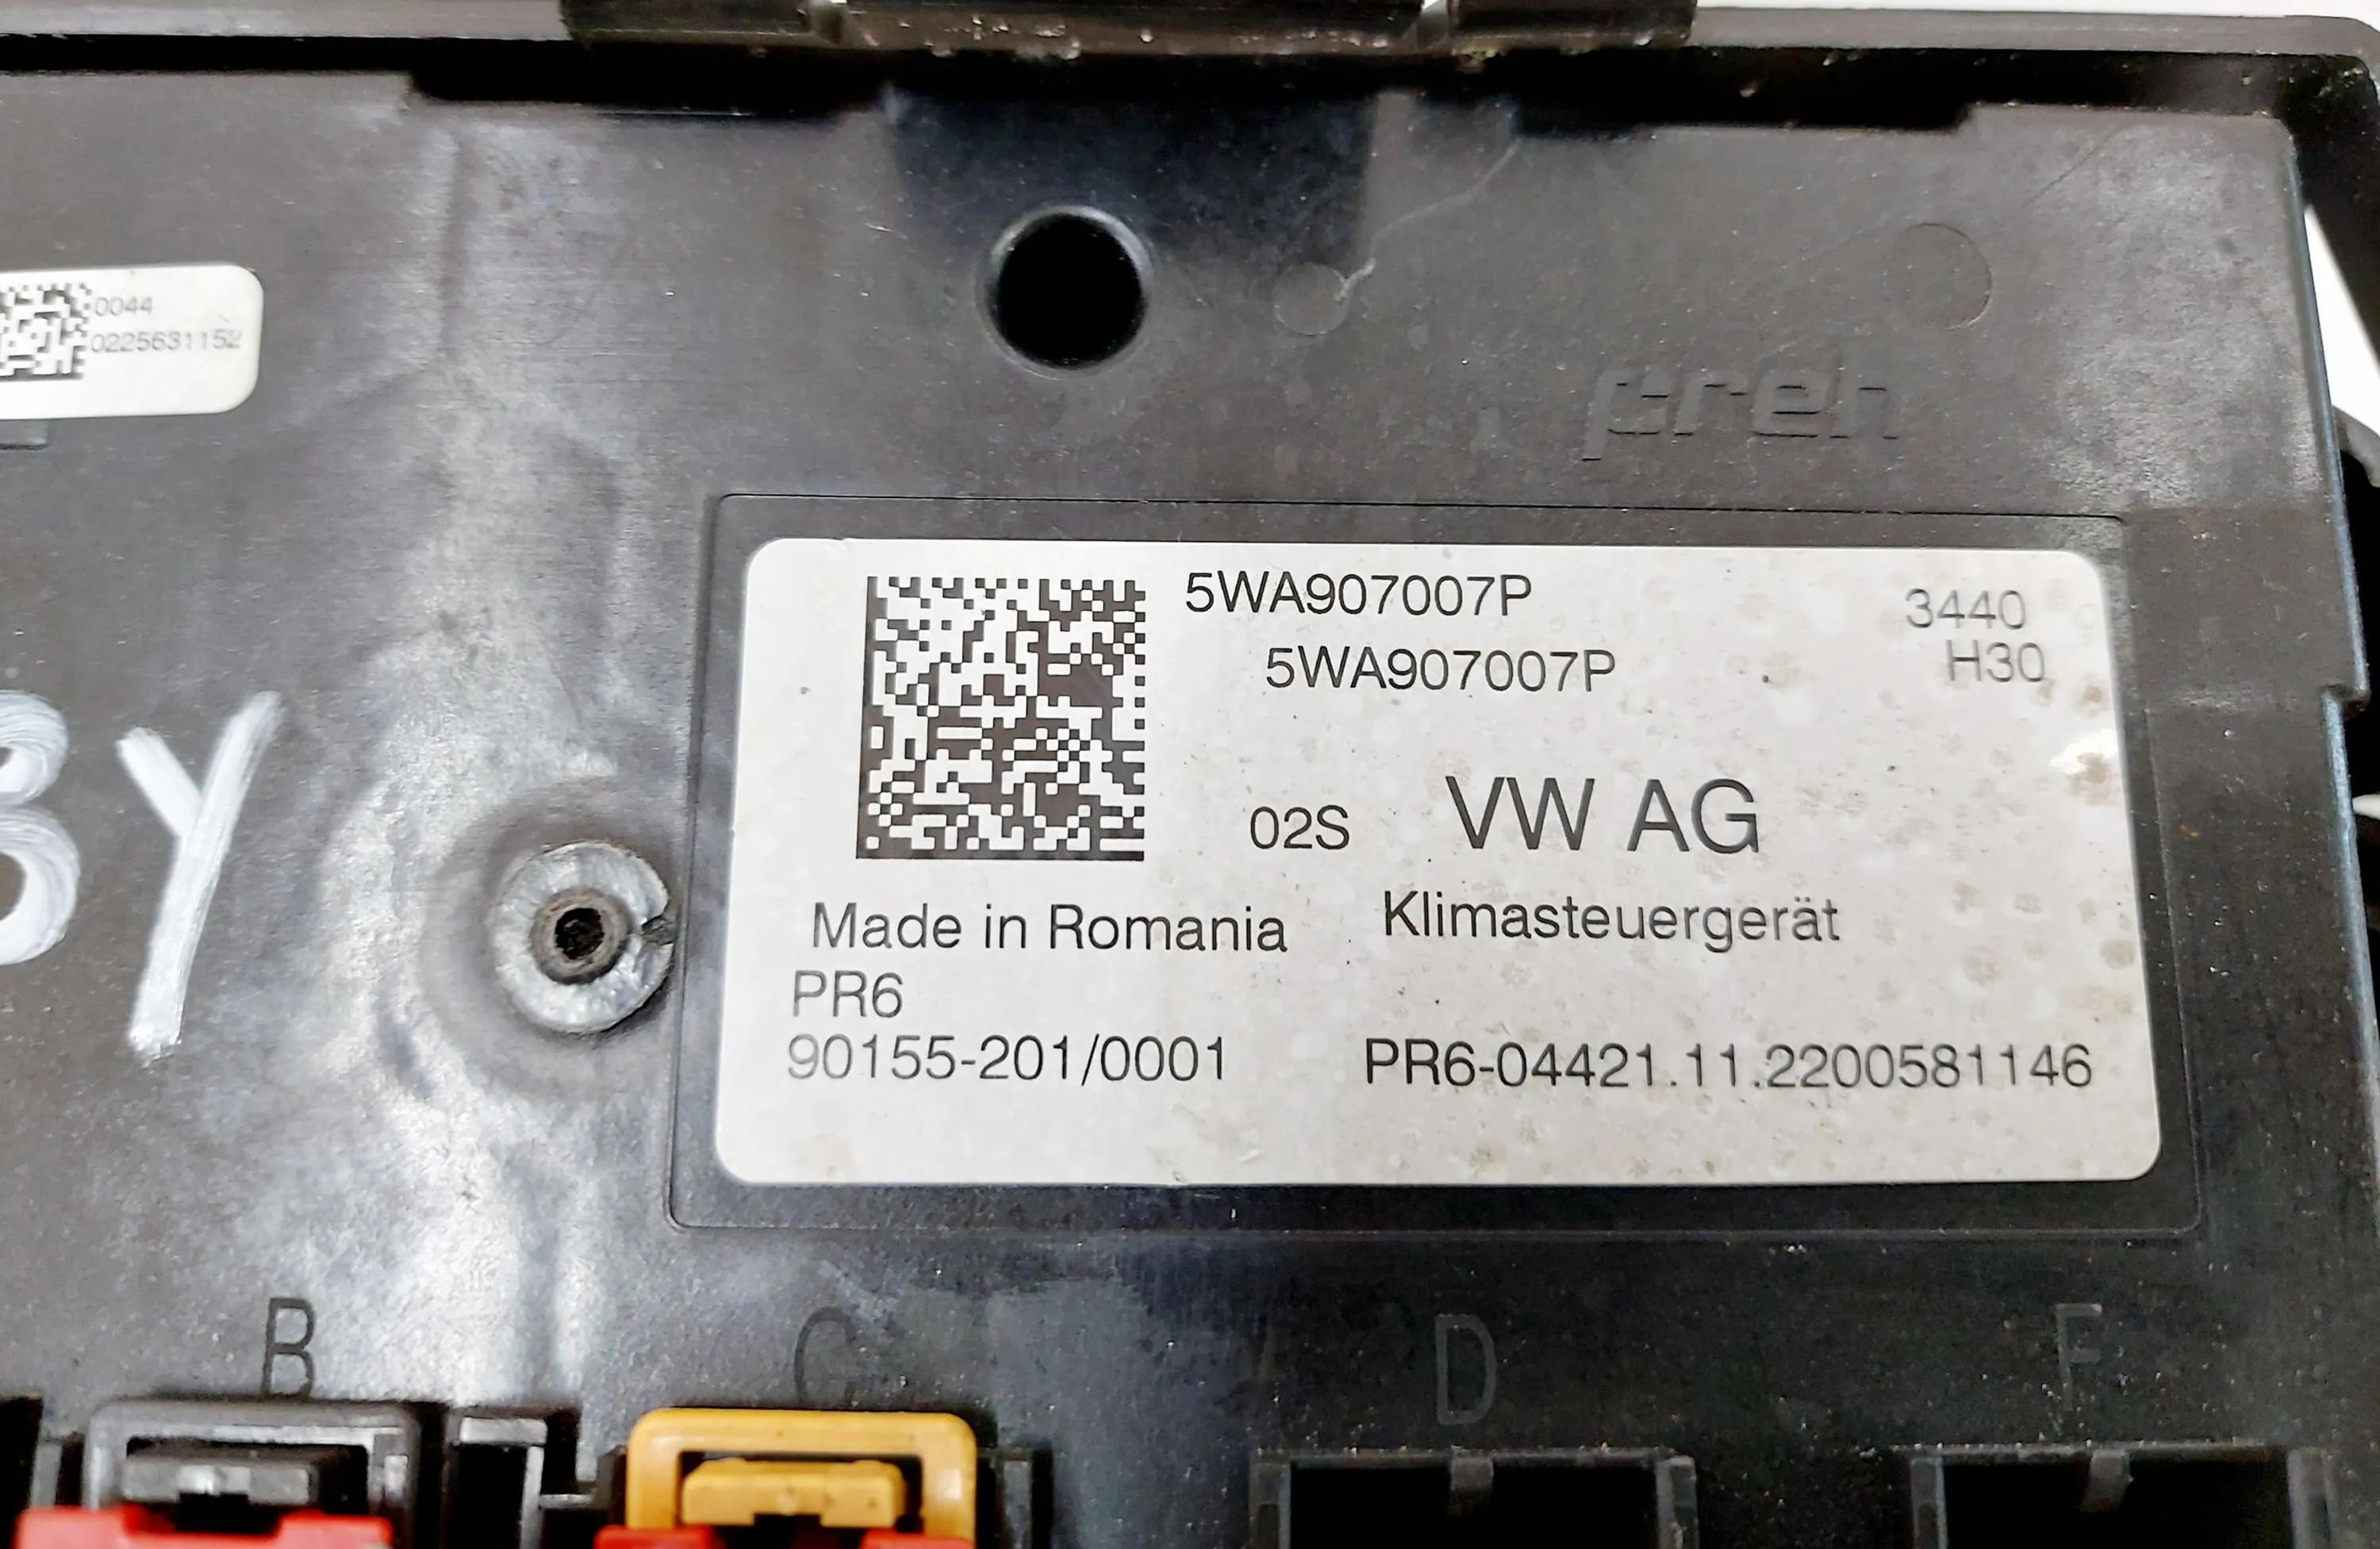 0044
0225631152
preh
5WA907007P
3440
5WA907007P
H30
02S VW AG
Made in Romania Klimasteuergerät
PR6
90155-201/0001 PR6-04421.11.2200581146
BY
B C D F